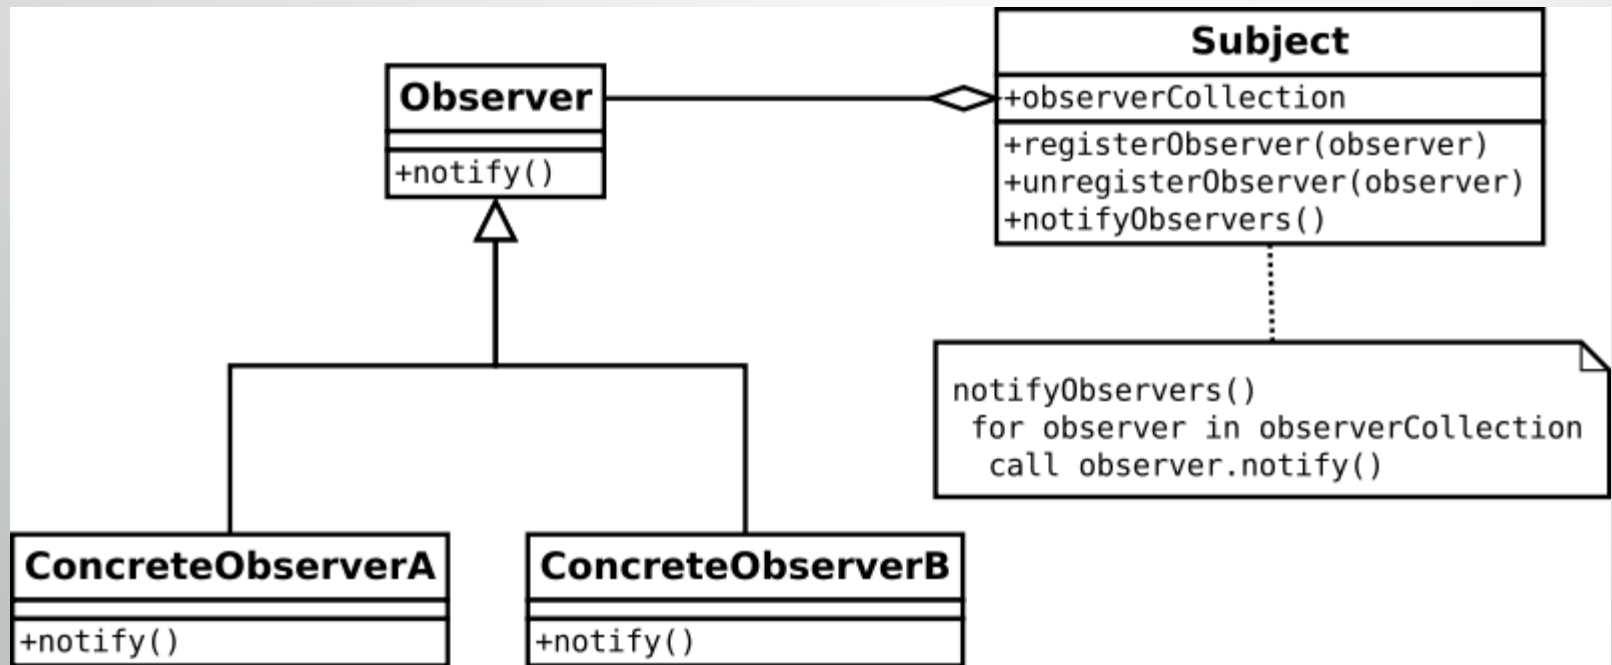 Observer
+notify()
Subject
+observerCollection
+registerObserver(observer)
+unregisterObserver(observer)
+notifyObservers()
notifyObservers()
for observer in observerCollection
call observer.notify()
ConcreteObserverA
+notify()
ConcreteObserverB
+notify()